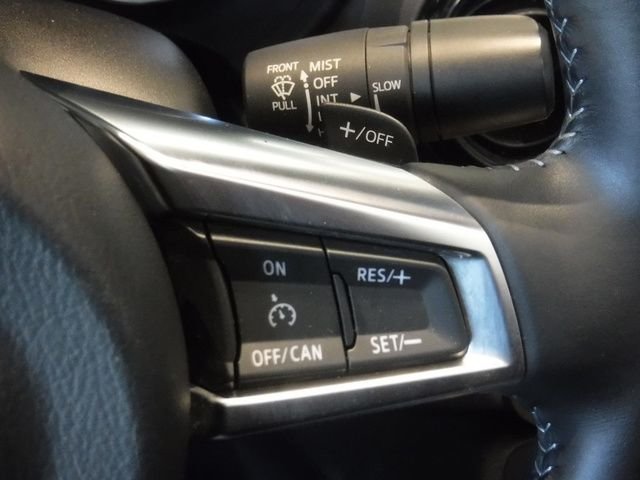 FRONT MIST
OFF
PULL INT SLOW
+/OFF
ON RES/+
OFF/CAN SET/−